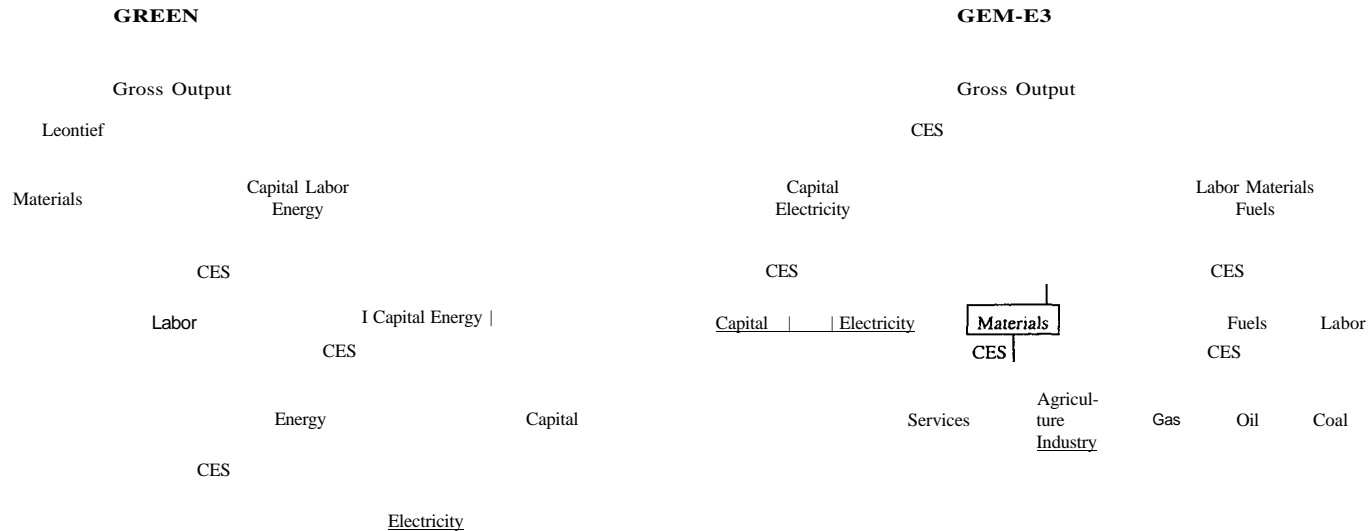 GREEN GEM-E3
Gross Output Gross Output
Leontief CES
Materials Capital Labor Energy Capital Electricity Labor Materials Fuels
CES CES CES
Labor I Capital Energy | Capital | | Electricity Materials Fuels Labor
CES CES CES
Energy Capital Services Agricul-
ture
Industry Gas Oil Coal
CES
Electricity